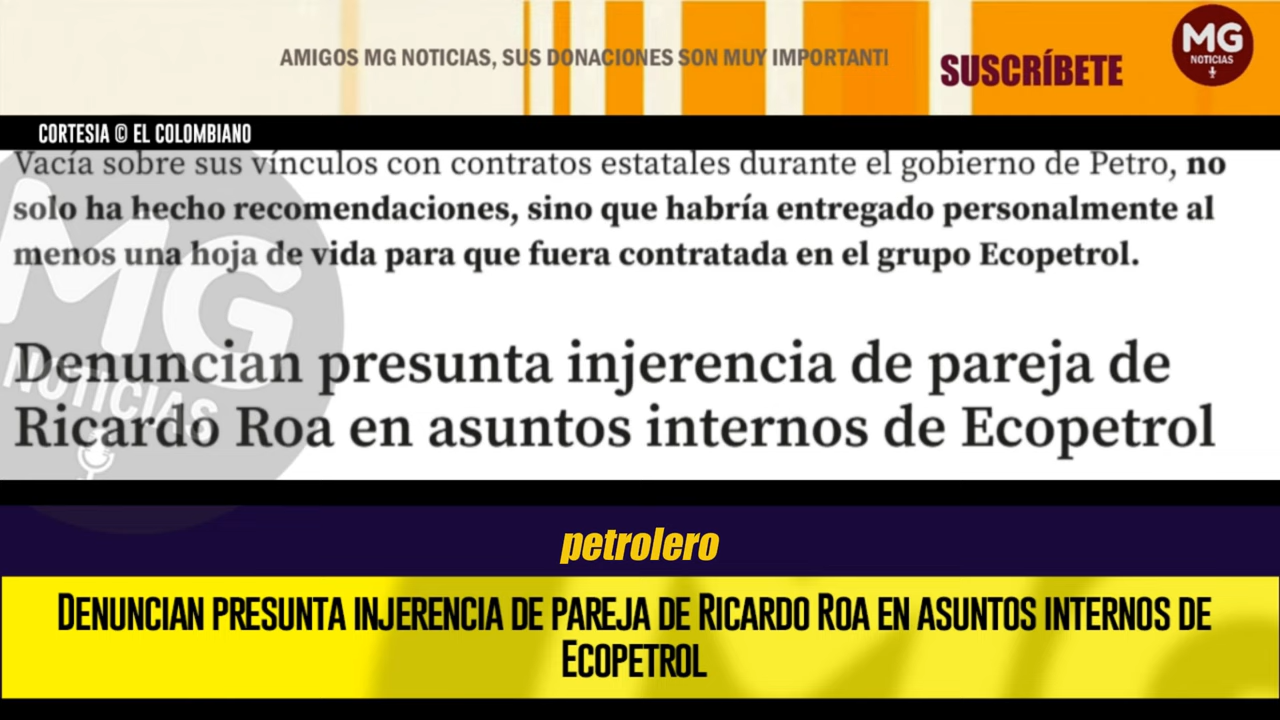 AMIGOS MG NOTICIAS, SUS DONACIONES SON MUY IMPORTANTI
SUSCRÍBETE
MG
NOTICIAS
CORTESIA © EL COLOMBIANO
Vacía sobre sus vínculos con contratos estatales durante el gobierno de Petro, no
solo ha hecho recomendaciones, sino que habría entregado personalmente al
menos una hoja de vida para que fuera contratada en el grupo Ecopetrol.
MG
NOTICIAS
Denuncian presunta injerencia de pareja de
Ricardo Roa en asuntos internos de Ecopetrol
petrolero
DENUNCIAN PRESUNTA INJERENCIA DE PAREJA DE RICARDO ROA EN ASUNTOS INTERNOS DE
ECOPETROL